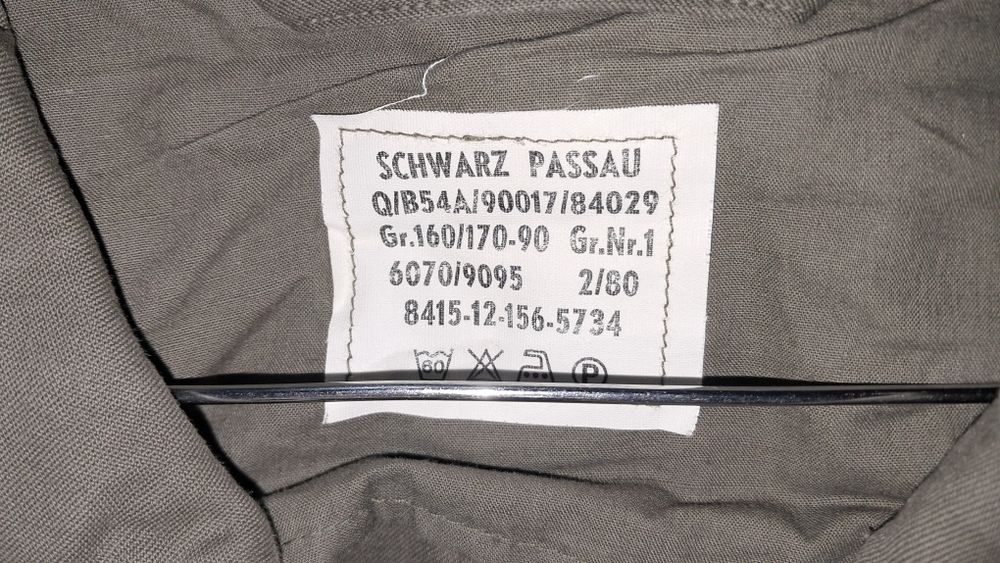 SCHWARZ PASSAU
Q/B54A/90017/84029
Gr.160/170-90 Gr.Nr.1
6070/9095 2/80
8415-12-156-5734
60 P